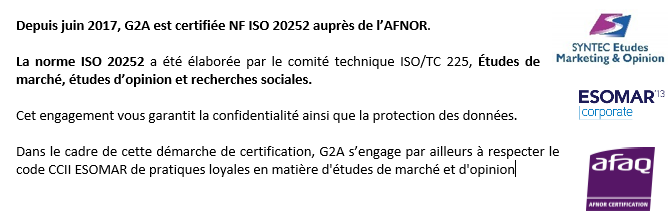 Depuis juin 2017, G2A est certifiée NF ISO 20252 auprès de l’AFNOR.
La norme ISO 20252 a été élaborée par le comité technique ISO/TC 225, Études de
marché, études d’opinion et recherches sociales.
Cet engagement vous garantit la confidentialité ainsi que la protection des données.
Dans le cadre de cette démarche de certification, G2A s’engage par ailleurs à respecter le
code CCII ESOMAR de pratiques loyales en matière d'études de marché et d'opinion
SYNTEC Etudes
Marketing & Opinion
ESOMAR'13
corporate
afaq
AFNOR CERTIFICATION